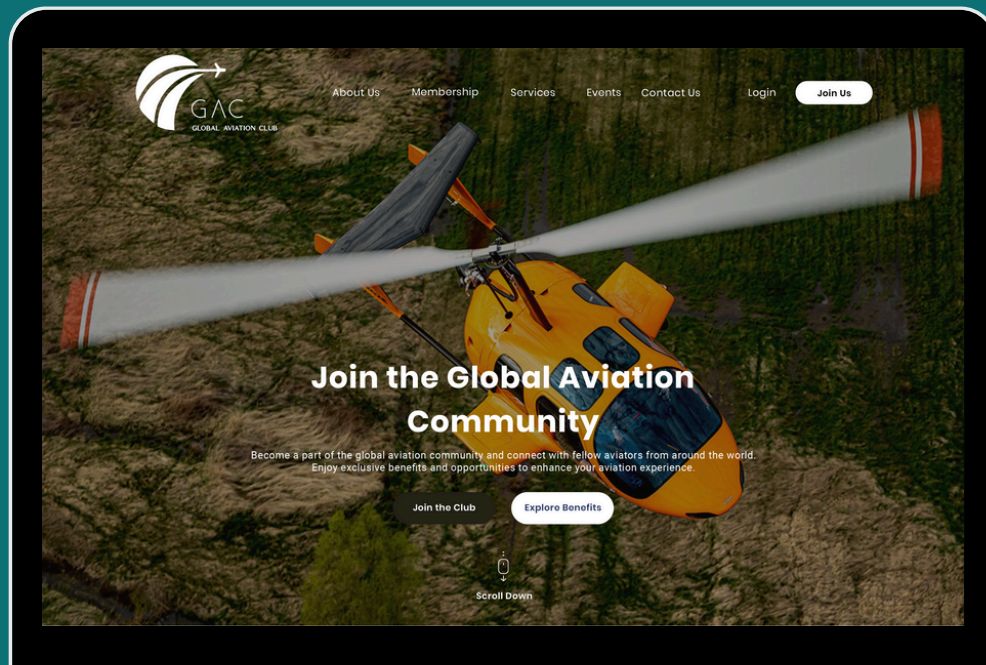 GAC
GLOBAL AVIATION CLUB
About Us Membership Services Events Contact Us Login Join Us
Join the Global Aviation
Community
Become a part of the global aviation community and connect with fellow aviators from around the world.
Enjoy exclusive benefits and opportunities to enhance your aviation experience.
Join the Club Explore Benefits
Scroll Down